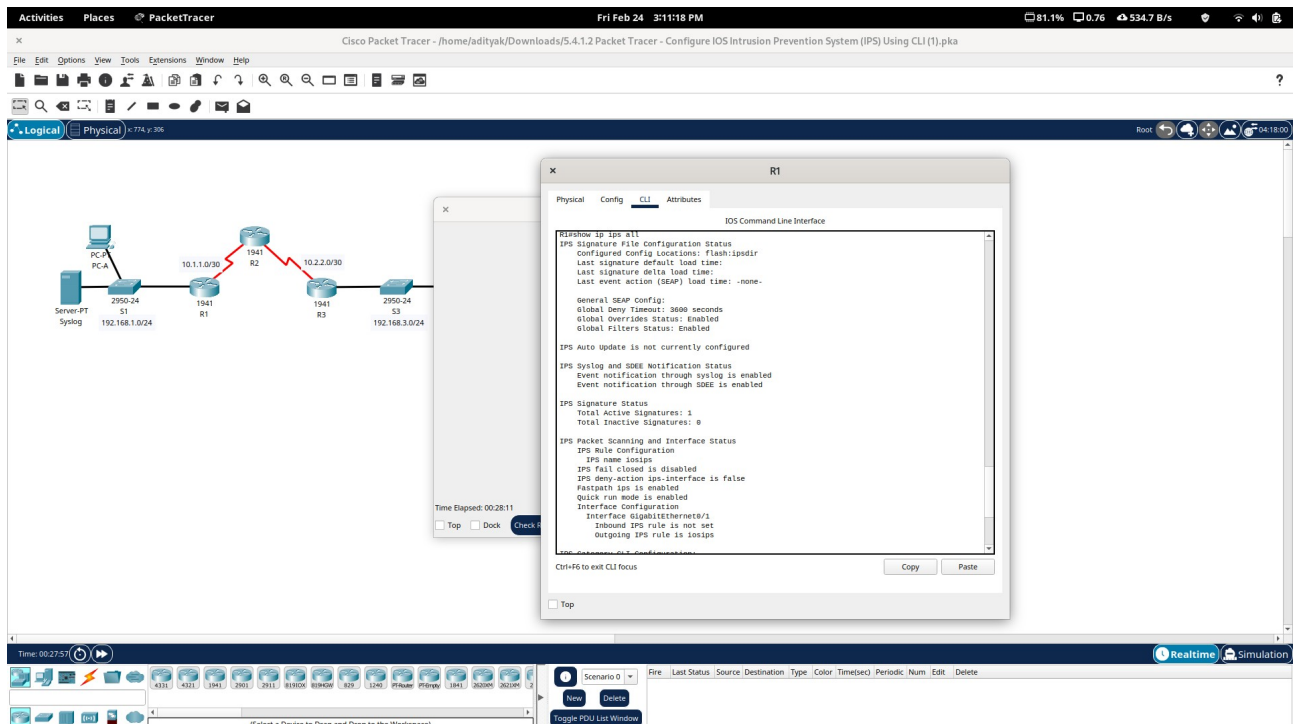 Activities Places PacketTracer Fri Feb 24 3:11:18 PM 81.1% 0.76 534.7 B/s
Cisco Packet Tracer - /home/adityak/Downloads/5.4.1.2 Packet Tracer - Configure IOS Intrusion Prevention System (IPS) Using CLI (1).pka
File Edit Options View Tools Extensions Window Help
?
Logical Physical x: 774, y: 306 Root 04:18:00
R1
Physical Config CLI Attributes
IOS Command Line Interface
R1#show ip ips all
IPS Signature File Configuration Status
Configured Config Locations: flash:ipsdir
Last signature default load time:
Last signature delta load time:
Last event action (SEAP) load time: -none-
General SEAP Config:
Global Deny Timeout: 3600 seconds
Global Overrides Status: Enabled
Global Filters Status: Enabled
IPS Auto Update is not currently configured
IPS Syslog and SDEE Notification Status
Event notification through syslog is enabled
Event notification through SDEE is enabled
IPS Signature Status
Total Active Signatures: 1
Total Inactive Signatures: 0
IPS Packet Scanning and Interface Status
IPS Rule Configuration
IPS name iosips
IPS fail closed is disabled
IPS deny-action ips-interface is false
Fastpath ips is enabled
Quick run mode is enabled
Interface Configuration
Interface GigabitEthernet0/1
Inbound IPS rule is not set
Outgoing IPS rule is iosips
IPS Category CLI Configuration:
Ctrl+F6 to exit CLI focus Copy Paste
Top
PC-PT
PC-A
Server-PT
Syslog
2950-24
S1
192.168.1.0/24
10.1.1.0/30
1941
R1
1941
R2
10.2.2.0/30
1941
R3
2950-24
S3
192.168.3.0/24
Time Elapsed: 00:28:11
Top Dock Check R
Time: 00:27:57 Realtime Simulation
4331 4321 1941 2901 2911 819IOX 819HGW 829 1240 PT-Router PT-Empty 1841 2620XM 2621XM
(Select a Device to Drag and Drop to the Workspace)
Scenario 0
New Delete
Toggle PDU List Window
Fire Last Status Source Destination Type Color Time(sec) Periodic Num Edit Delete